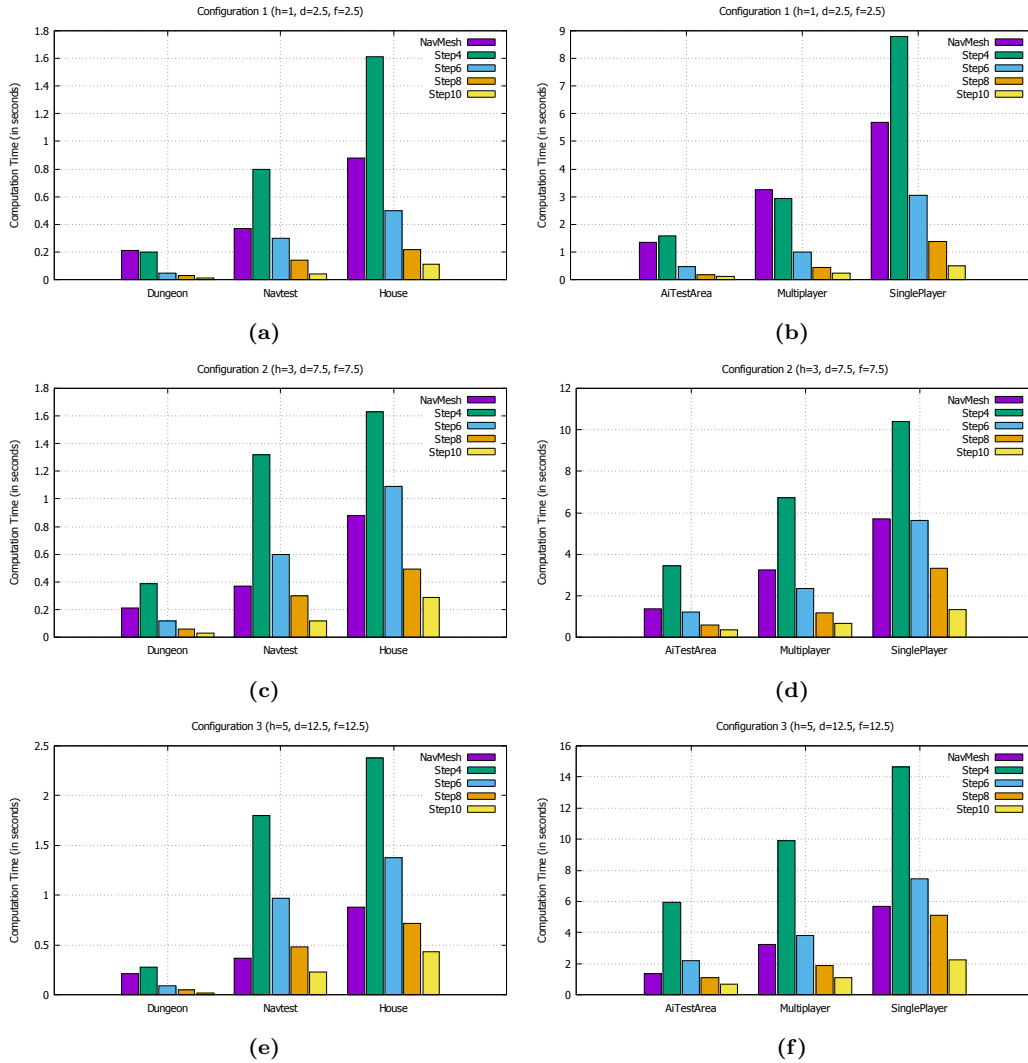 Configuration 1 (h=1, d=2.5, f=2.5)
Computation Time (in seconds)
1.8
1.6
1.4
1.2
1
0.8
0.6
0.4
0.2
0
NavMesh
Step4
Step6
Step8
Step10
Dungeon Navtest House
(a)
Configuration 1 (h=1, d=2.5, f=2.5)
Computation Time (in seconds)
9
8
7
6
5
4
3
2
1
0
NavMesh
Step4
Step6
Step8
Step10
AiTestArea Multiplayer SinglePlayer
(b)
Configuration 2 (h=3, d=7.5, f=7.5)
Computation Time (in seconds)
1.8
1.6
1.4
1.2
1
0.8
0.6
0.4
0.2
0
NavMesh
Step4
Step6
Step8
Step10
Dungeon Navtest House
(c)
Configuration 2 (h=3, d=7.5, f=7.5)
Computation Time (in seconds)
12
10
8
6
4
2
0
NavMesh
Step4
Step6
Step8
Step10
AiTestArea Multiplayer SinglePlayer
(d)
Configuration 3 (h=5, d=12.5, f=12.5)
Computation Time (in seconds)
2.5
2
1.5
1
0.5
0
NavMesh
Step4
Step6
Step8
Step10
Dungeon Navtest House
(e)
Configuration 3 (h=5, d=12.5, f=12.5)
Computation Time (in seconds)
16
14
12
10
8
6
4
2
0
NavMesh
Step4
Step6
Step8
Step10
AiTestArea Multiplayer SinglePlayer
(f)